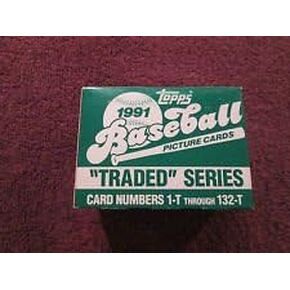 Topps
1991
Baseball
PICTURE CARDS
"TRADED" SERIES
CARD NUMBERS 1-T THROUGH 132-T